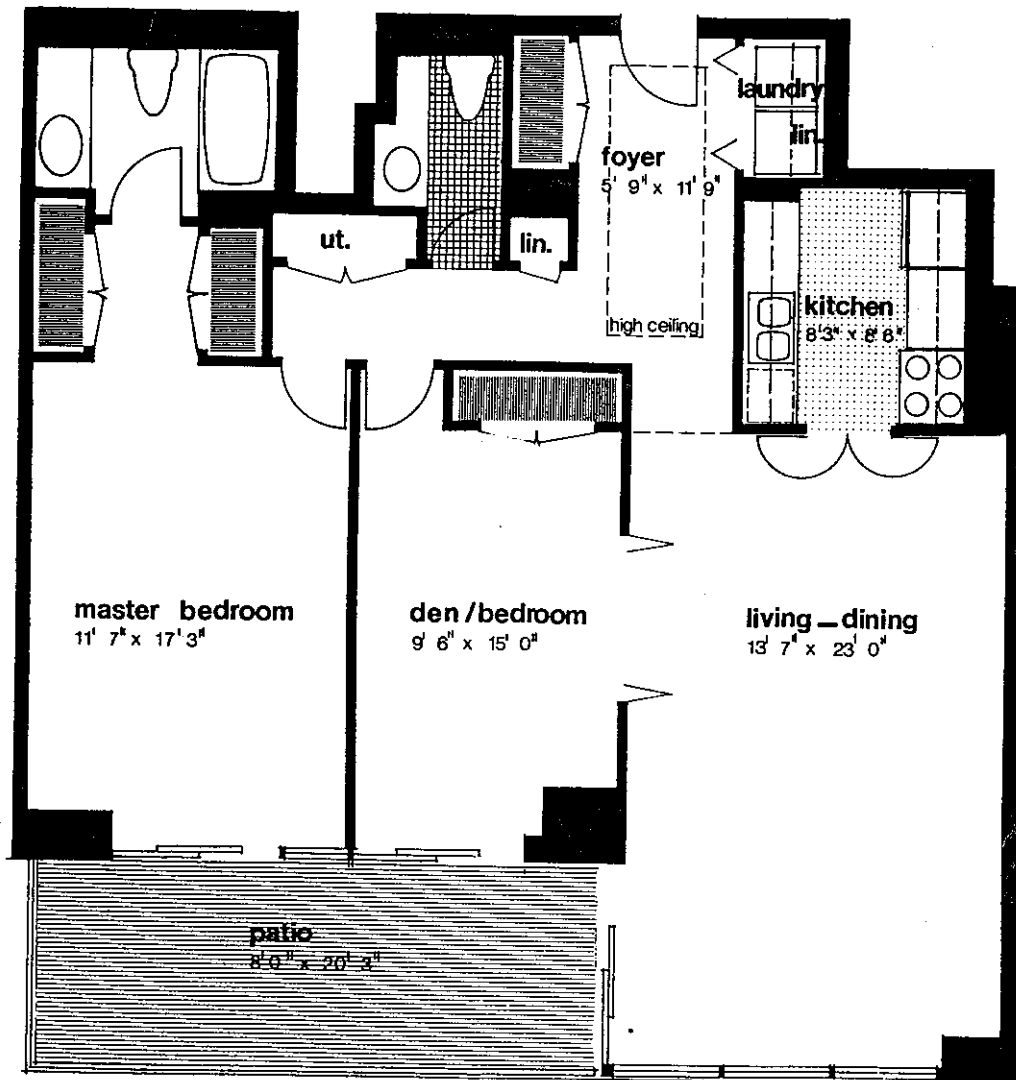 laundry
lin.
foyer
5' 9" x 11' 9"
ut.
lin.
kitchen
8'3" x 8'6"
high ceiling
master bedroom
11' 7" x 17' 3"
den/bedroom
9' 6" x 15' 0"
living–dining
13' 7" x 23' 0"
patio
8'0" x 20' 3"